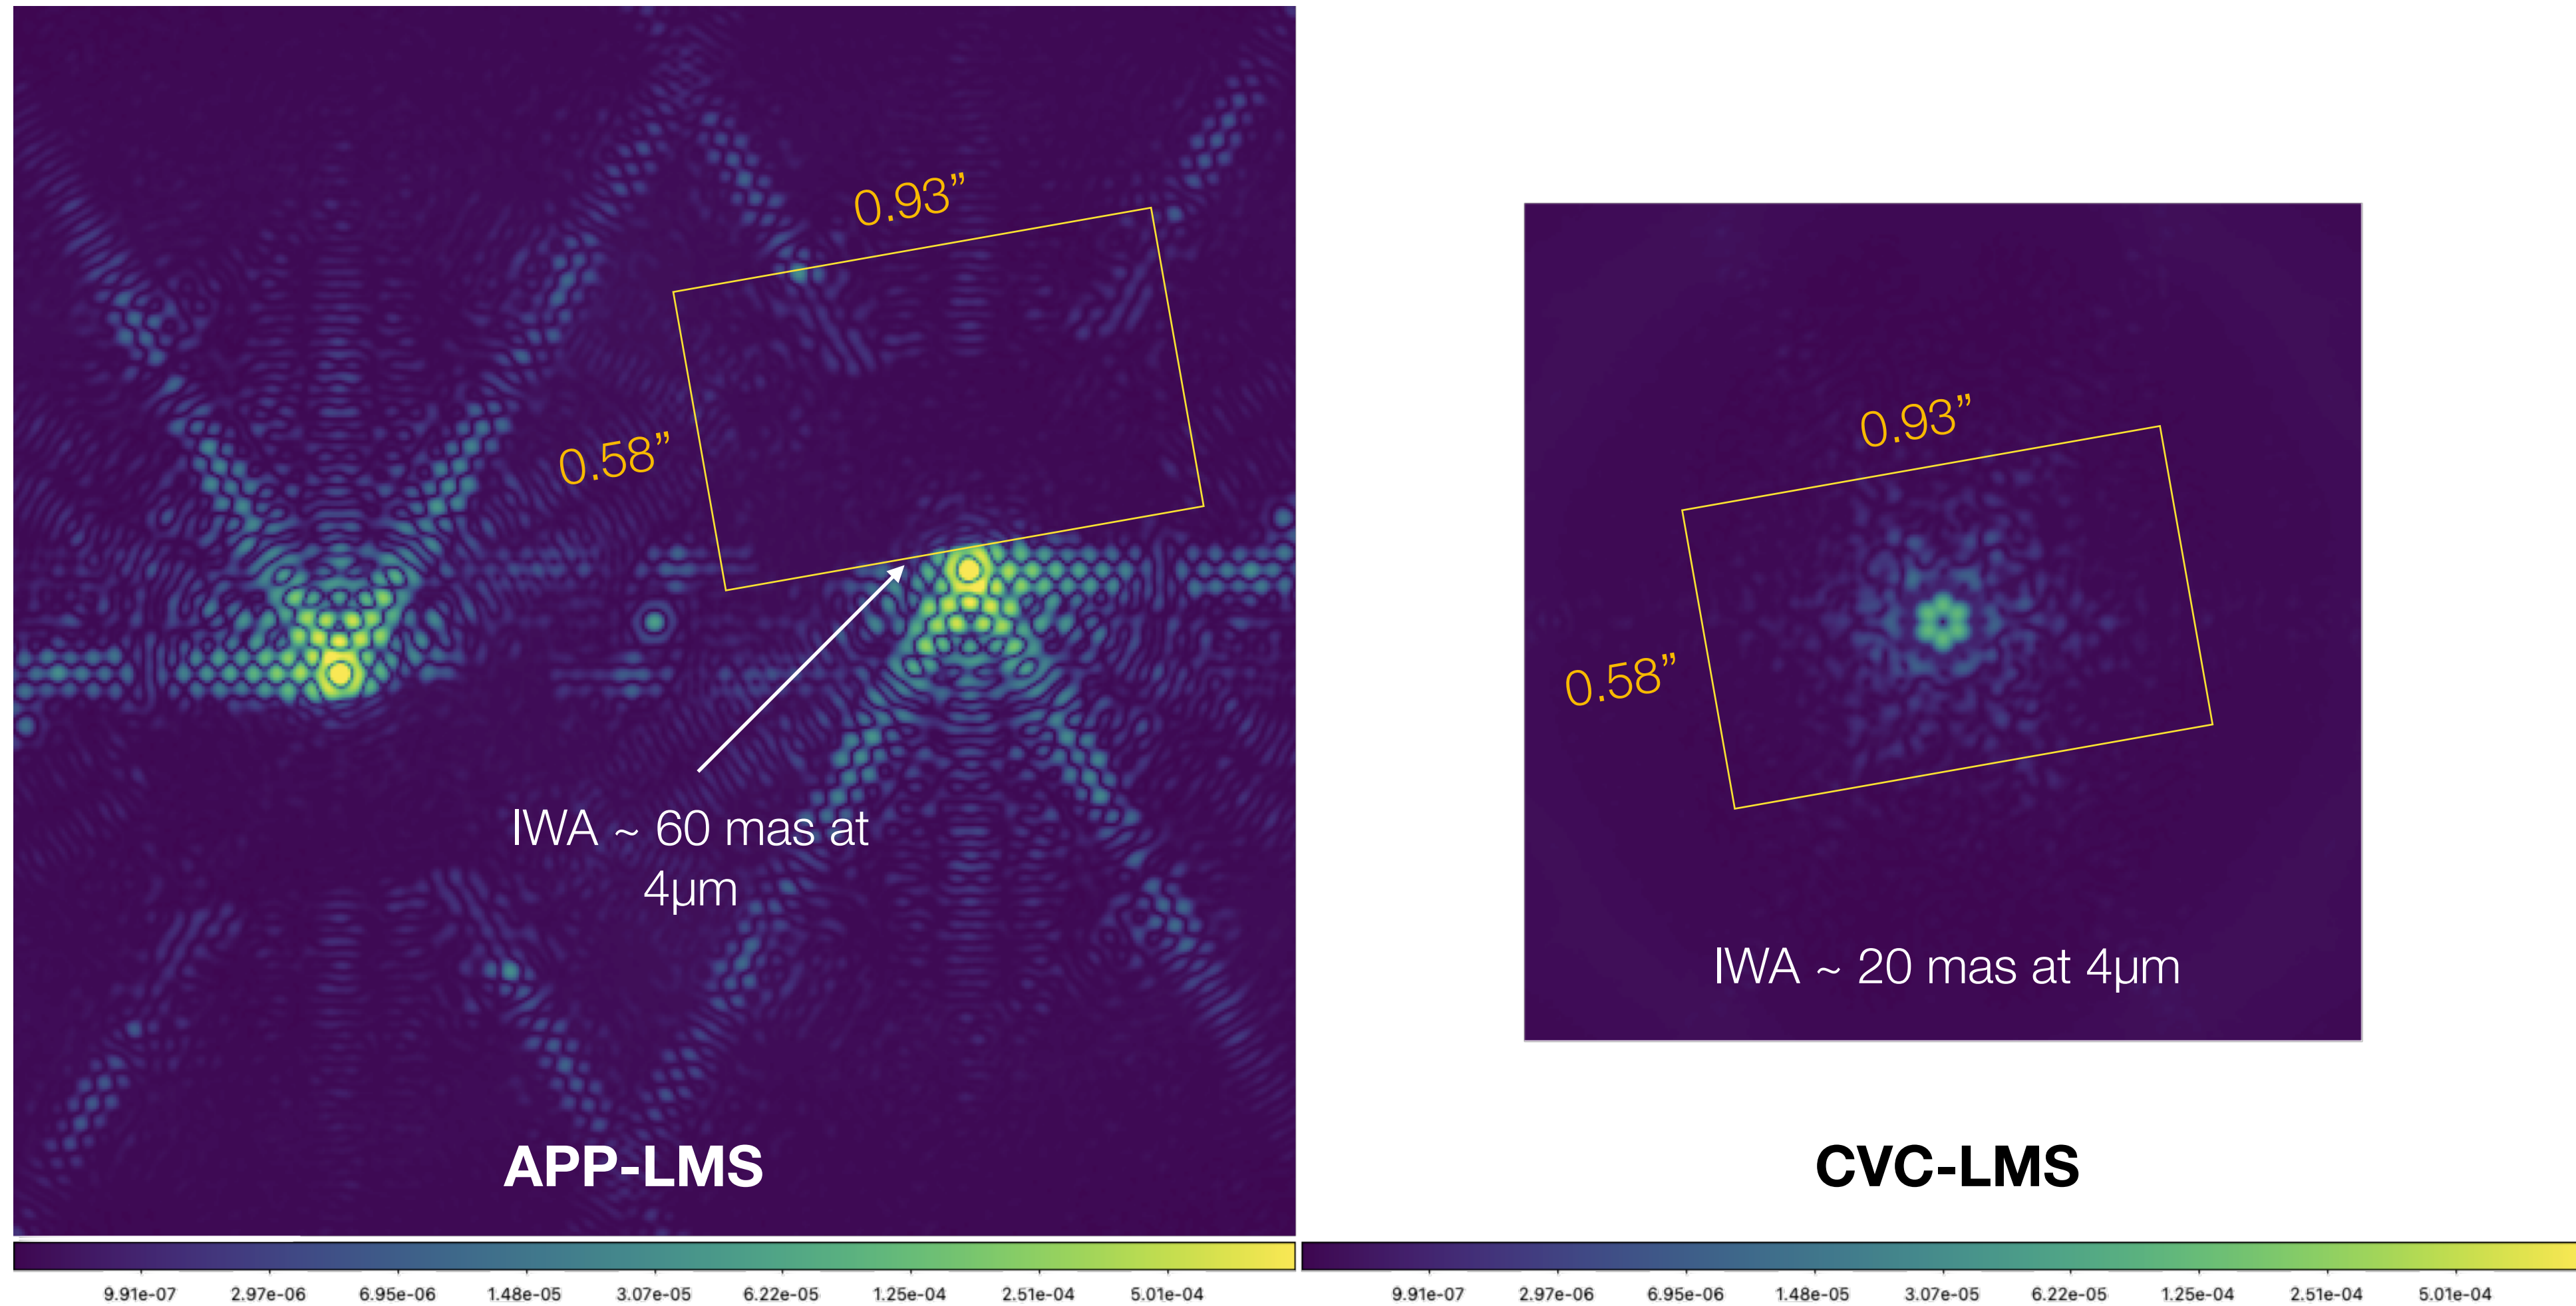 0.93”
0.58”
IWA ~ 60 mas at
4µm
APP-LMS
9.91e-07 2.97e-06 6.95e-06 1.48e-05 3.07e-05 6.22e-05 1.25e-04 2.51e-04 5.01e-04
0.93”
0.58”
IWA ~ 20 mas at 4µm
CVC-LMS
9.91e-07 2.97e-06 6.95e-06 1.48e-05 3.07e-05 6.22e-05 1.25e-04 2.51e-04 5.01e-04